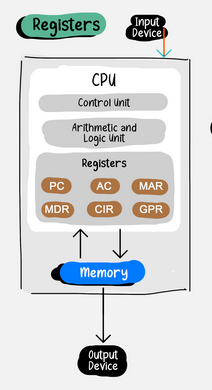 Registers
Input
Device
CPU
Control Unit
Arithmetic and
Logic Unit
Registers
PC AC MAR
MDR CIR GPR
Memory
Output
Device